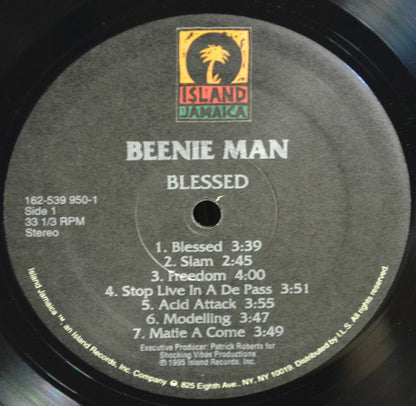 ISLAND
JAMAICA
BEENIE MAN
BLESSED
162-539 950-1
Side 1
33 1/3 RPM
Stereo
1. Blessed 3:39
2. Slam 2:45
3. Freedom 4:00
4. Stop Live In A De Pass 3:51
5. Acid Attack 3:55
6. Modelling 3:47
7. Matie A Come 3:49
Executive Producer: Patrick Roberts for
Shocking Vibes Productions
℗ 1995 Island Records, Inc.
Island Jamaica™ an Island Records, Inc. Company ℗, 825 Eighth Ave., NY, NY 10019. Distributed by I.L.S. All rights reserved.